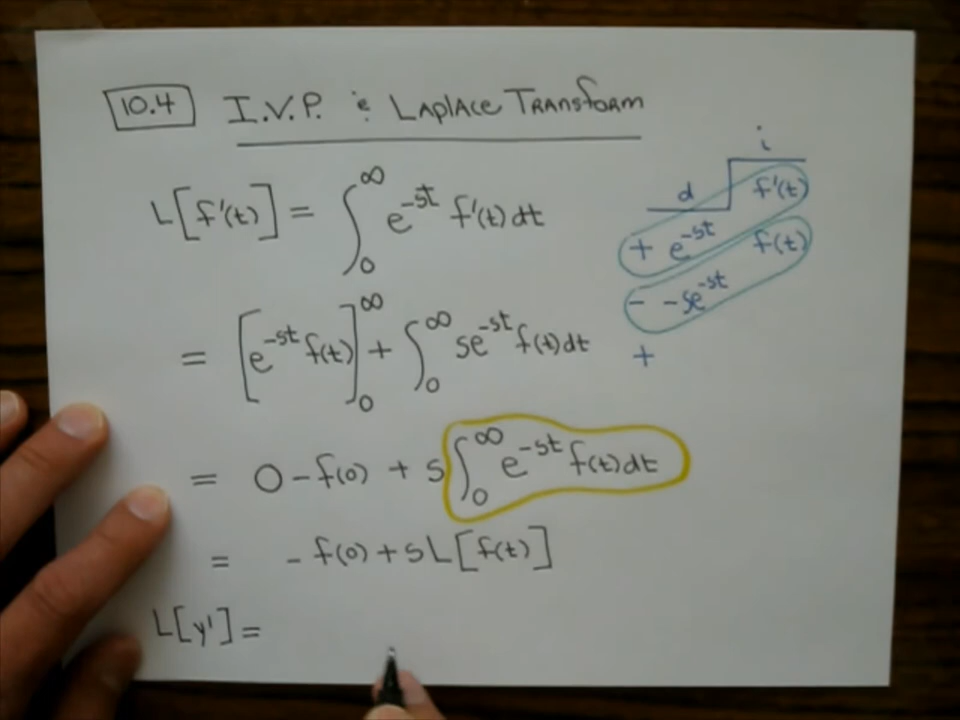 10.4 I.V.P. & LAPLACE TRANSFORM
L[f'(t)] = ∫₀^∞ e^-st f'(t) dt
d i
+ e^-st f'(t)
- -se^-st f(t)
+
= [e^-st f(t)]₀^∞ + ∫₀^∞ se^-st f(t) dt
= 0 - f(0) + s ∫₀^∞ e^-st f(t) dt
= - f(0) + s L[f(t)]
L[y'] =